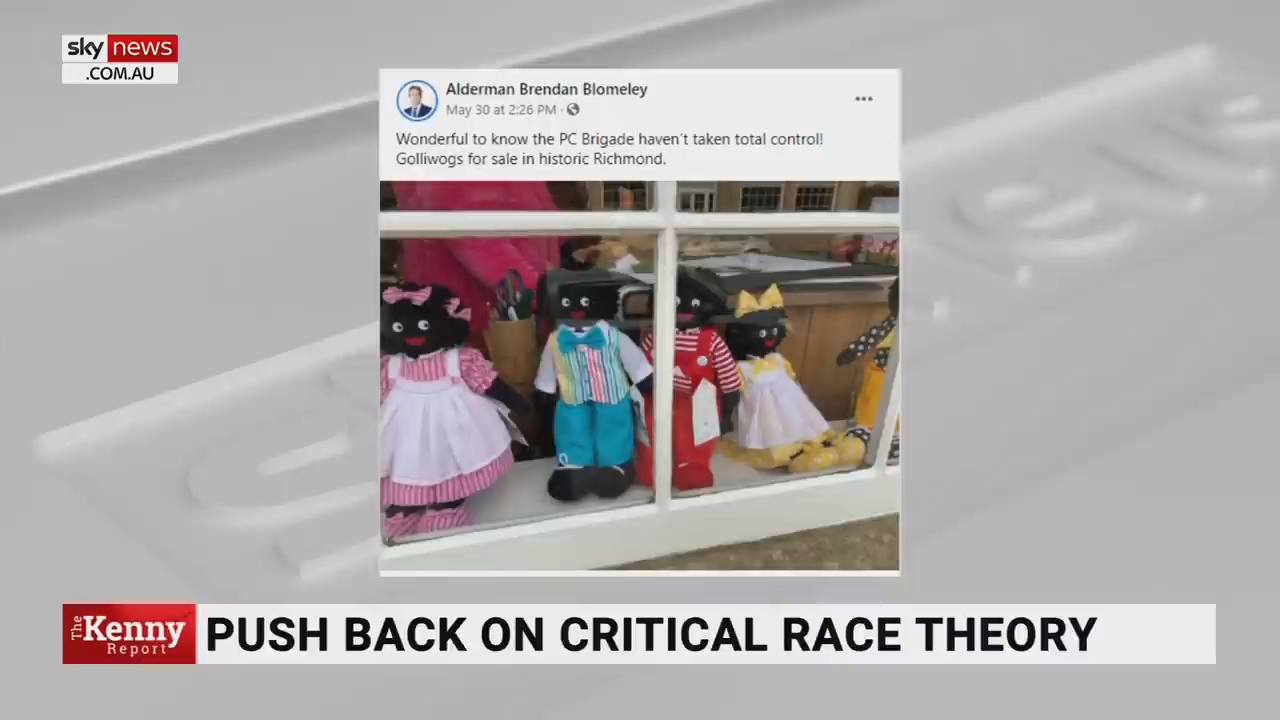 sky news
.COM.AU
Alderman Brendan Blomeley
May 30 at 2:26 PM ·
Wonderful to know the PC Brigade haven't taken total control!
Golliwogs for sale in historic Richmond.
The Kenny Report
PUSH BACK ON CRITICAL RACE THEORY